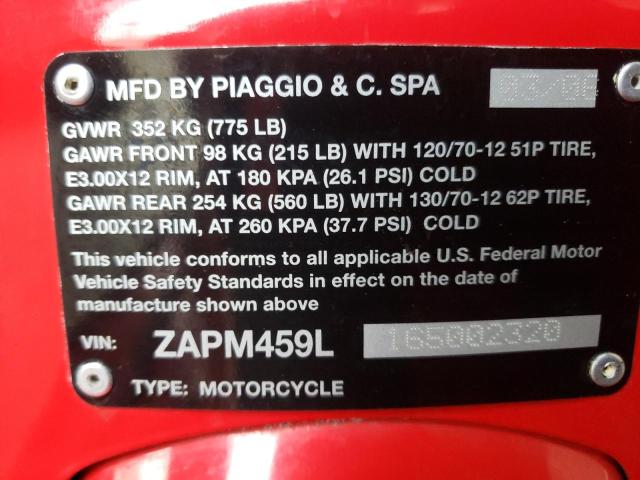 MFD BY PIAGGIO & C. SPA 03/06
GVWR 352 KG (775 LB)
GAWR FRONT 98 KG (215 LB) WITH 120/70-12 51P TIRE,
E3.00X12 RIM, AT 180 KPA (26.1 PSI) COLD
GAWR REAR 254 KG (560 LB) WITH 130/70-12 62P TIRE,
E3.00X12 RIM, AT 260 KPA (37.7 PSI) COLD
This vehicle conforms to all applicable U.S. Federal Motor
Vehicle Safety Standards in effect on the date of
manufacture shown above
VIN: ZAPM459L 165002320
TYPE: MOTORCYCLE